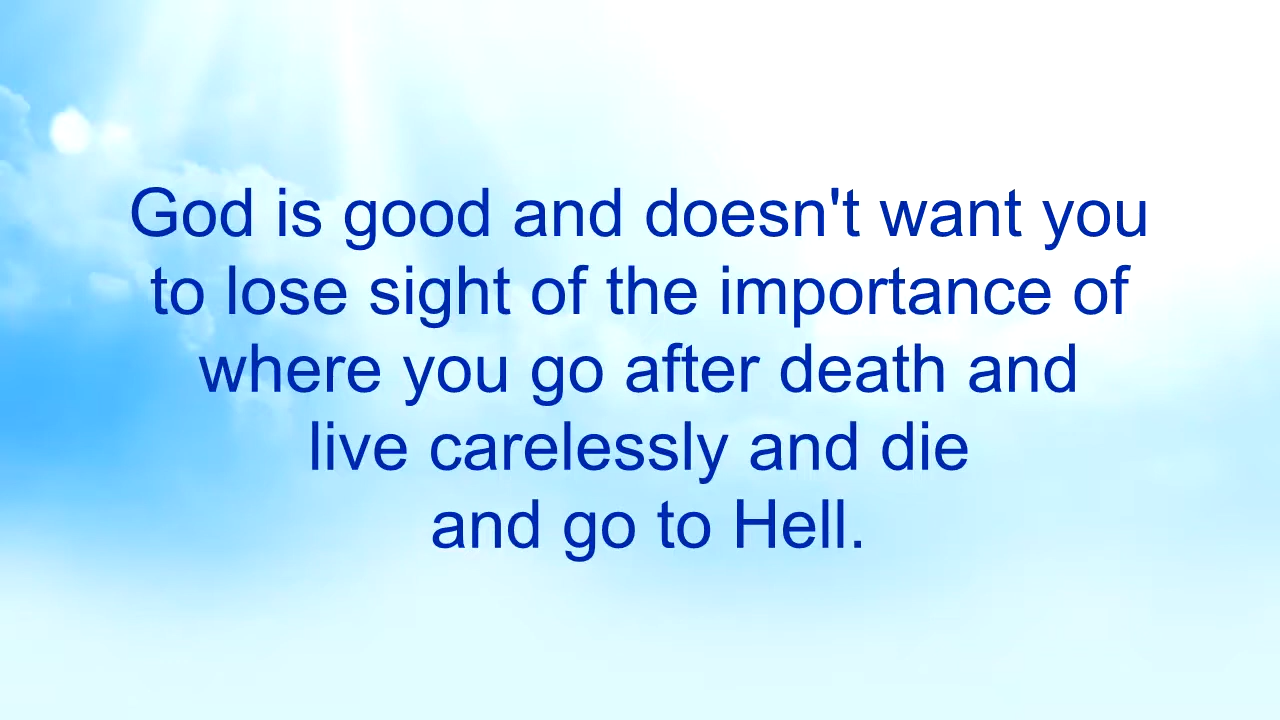 God is good and doesn't want you
to lose sight of the importance of
where you go after death and
live carelessly and die
and go to Hell.